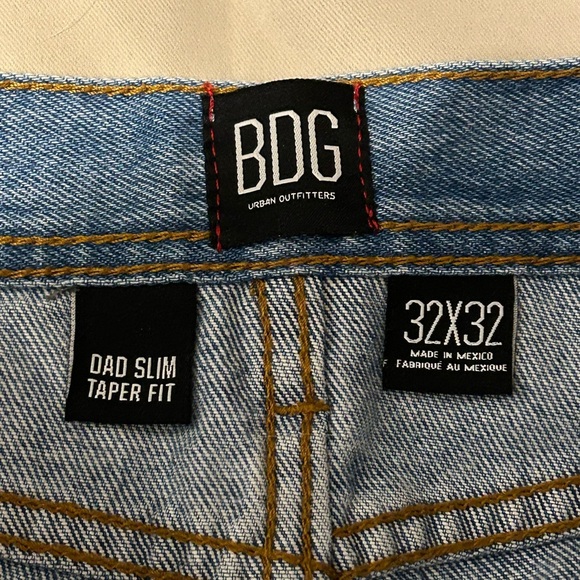 BDG
URBAN OUTFITTERS
DAD SLIM
TAPER FIT
32X32
MADE IN MEXICO
FABRIQUÉ AU MEXIQUE